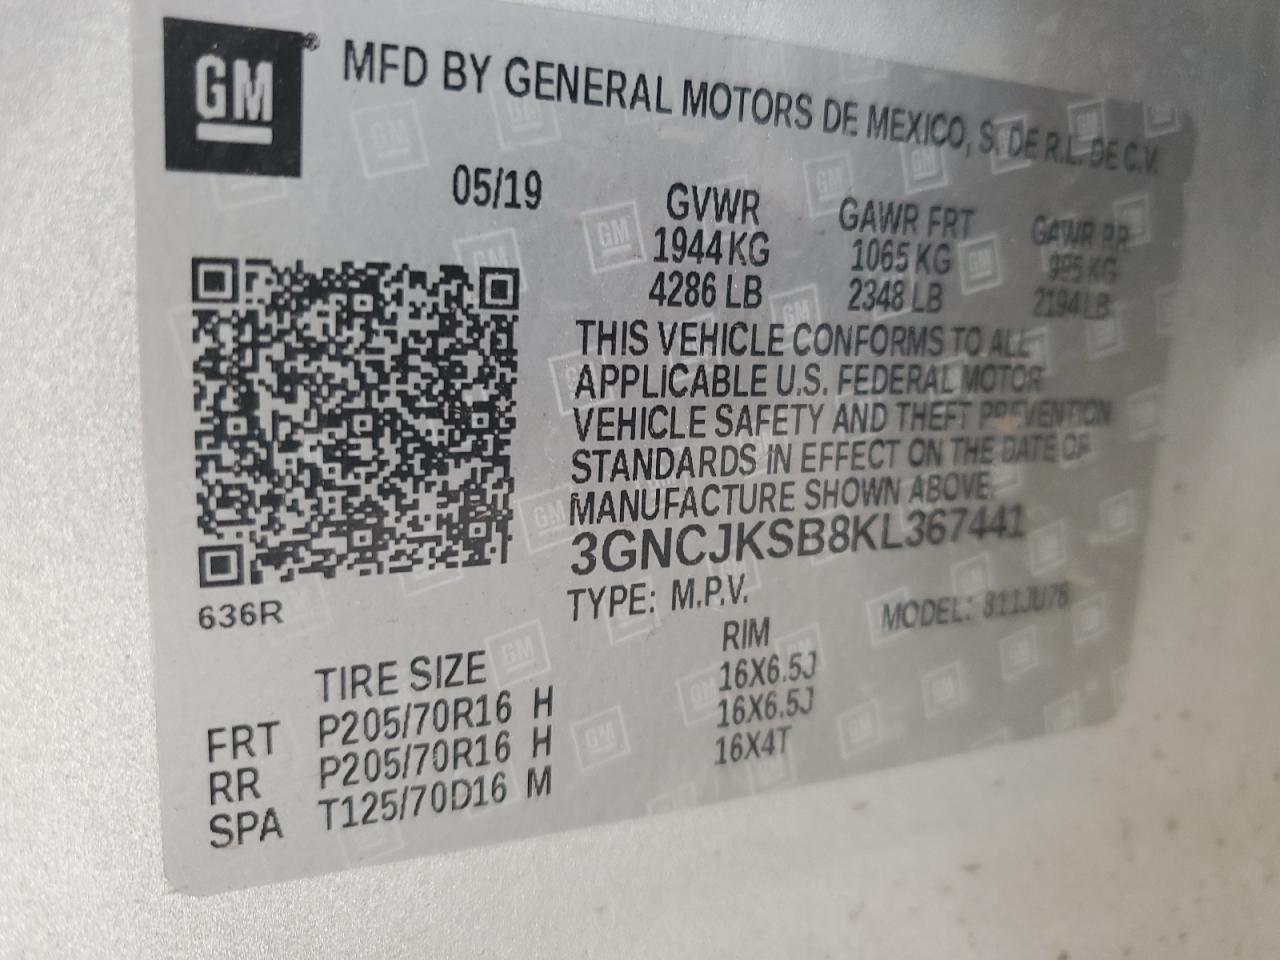 GM
MFD BY GENERAL MOTORS DE MEXICO, S. DE R.L. DE C.V.
05/19
GVWR GAWR FRT GAWR RR
1944 KG 1065 KG 995 KG
4286 LB 2348 LB 2194 LB
THIS VEHICLE CONFORMS TO ALL
APPLICABLE U.S. FEDERAL MOTOR
VEHICLE SAFETY AND THEFT PREVENTION
STANDARDS IN EFFECT ON THE DATE OF
MANUFACTURE SHOWN ABOVE.
3GNCJKSB8KL367441
636R
TYPE: M.P.V. MODEL:
TIRE SIZE RIM
FRT P205/70R16 H 16X6.5J
RR P205/70R16 H 16X6.5J
SPA T125/70D16 M 16X4T